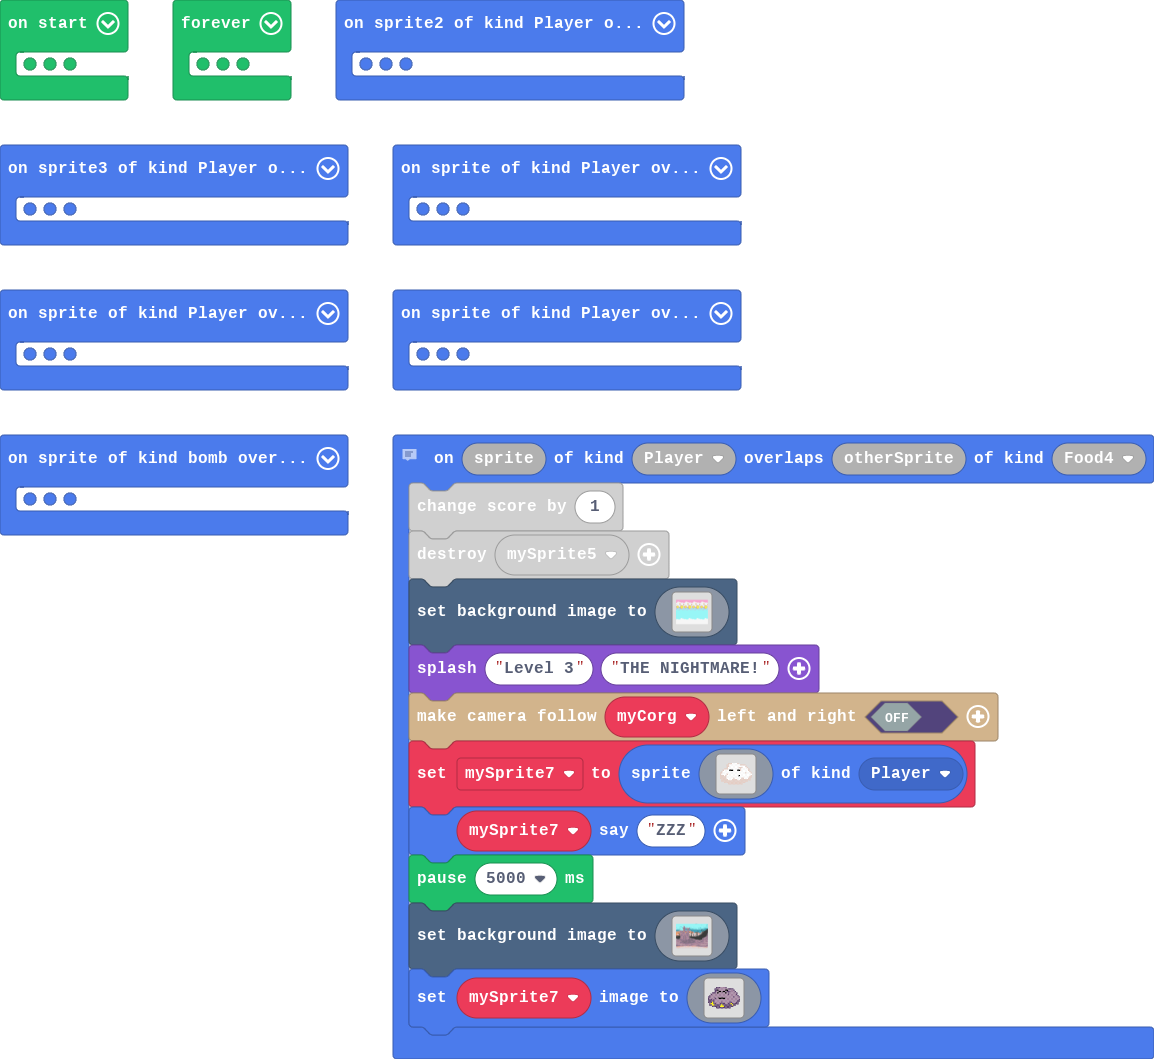 on start
forever
on sprite2 of kind Player o...
on sprite3 of kind Player o...
on sprite of kind Player ov...
on sprite of kind Player ov...
on sprite of kind Player ov...
on sprite of kind bomb over...
on sprite of kind Player overlaps otherSprite of kind Food4
change score by 1
destroy mySprite5
set background image to
splash "Level 3" "THE NIGHTMARE!"
make camera follow myCorg left and right OFF
set mySprite7 to sprite of kind Player
mySprite7 say "ZZZ"
pause 5000 ms
set background image to
set mySprite7 image to